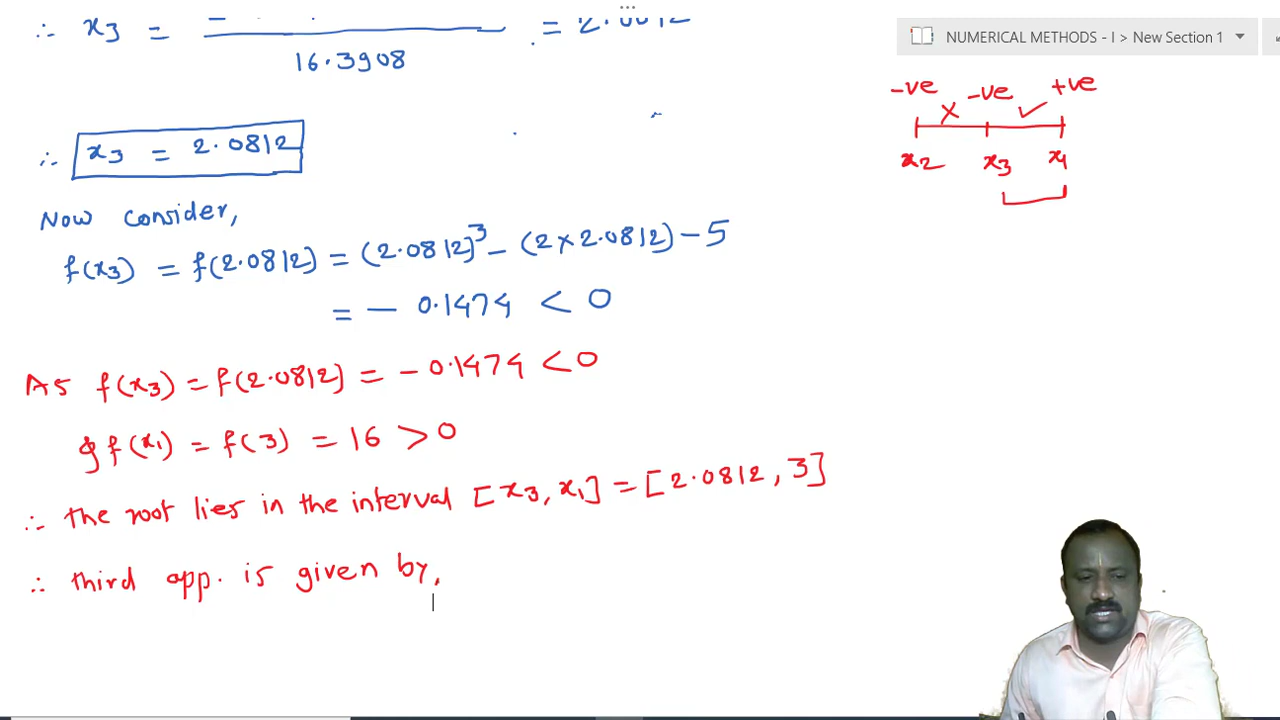 ∴ x3 = ――― = 2.0812
16.3908
NUMERICAL METHODS - I > New Section 1
-ve -ve +ve
x2 x3 x1
∴ x3 = 2.0812
Now consider,
f(x3) = f(2.0812) = (2.0812)^3 - (2 × 2.0812) - 5
= - 0.1474 < 0
As f(x3) = f(2.0812) = - 0.1474 < 0
& f(x1) = f(3) = 16 > 0
∴ the root lies in the interval [x3, x1] = [2.0812, 3]
∴ third app. is given by,